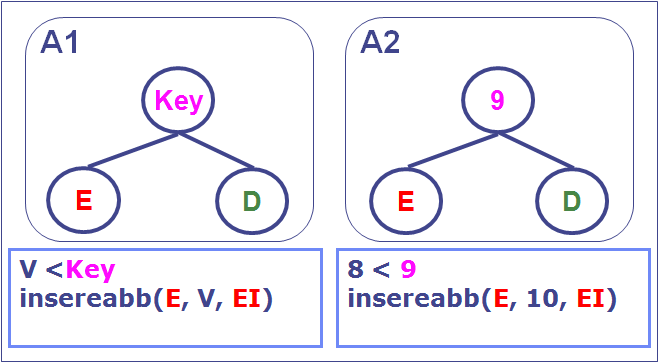 A1
Key
E
D
V <Key
insereabb(E, V, EI)
A2
9
E
D
8 < 9
insereabb(E, 10, EI)